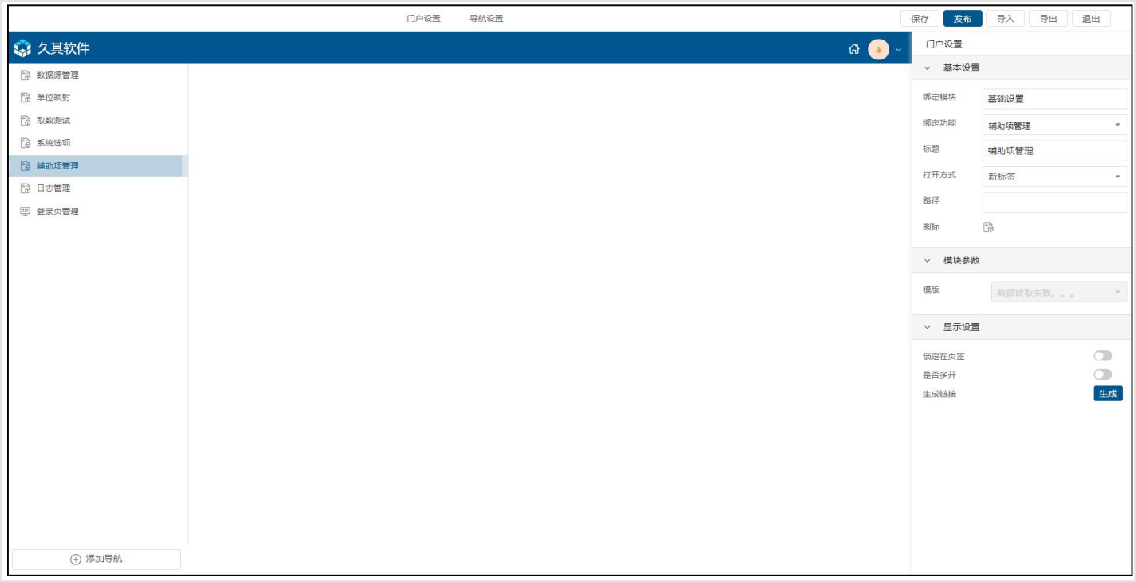 门户设置 导航设置 保存 发布 导入 导出 退出
久其软件 a
数据源管理
单位映射
取数测试
系统选项
辅助项管理
日志管理
登录页管理
添加导航
门户设置
基本设置
绑定模块 基础设置
绑定功能 辅助项管理
标题 辅助项管理
打开方式 新标签
路径
图标
模块参数
模版 数据读取失败。。。
显示设置
锁定在页签
是否多开
生成链接 生成